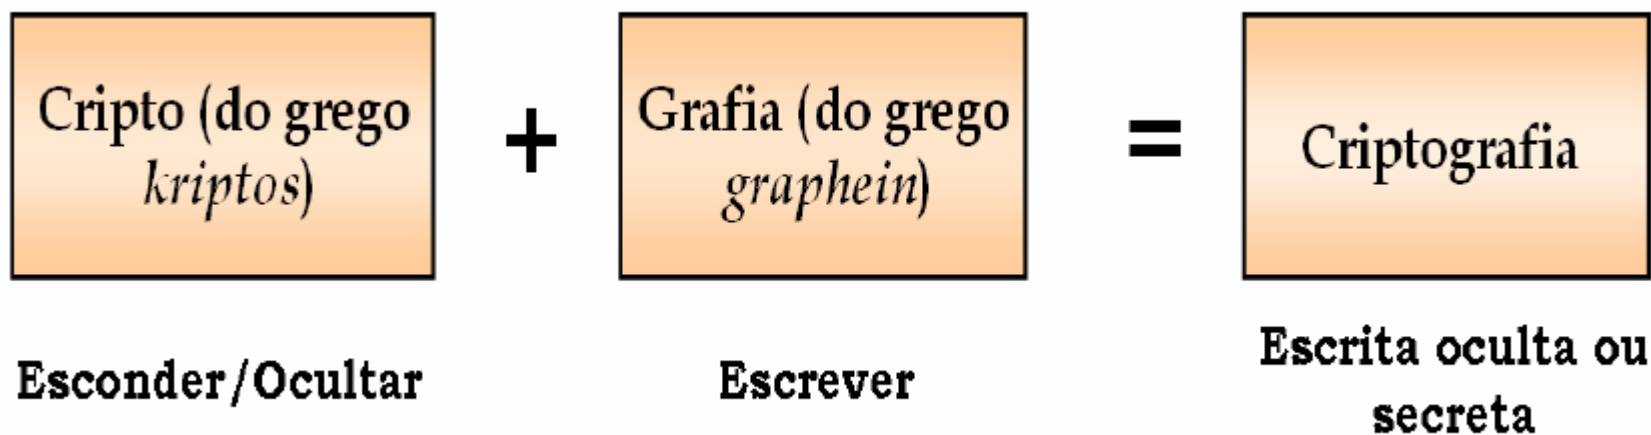 Cripto (do grego
kriptos)
+
Grafia (do grego
graphein)
=
Criptografia
Esconder/Ocultar
Escrever
Escrita oculta ou
secreta